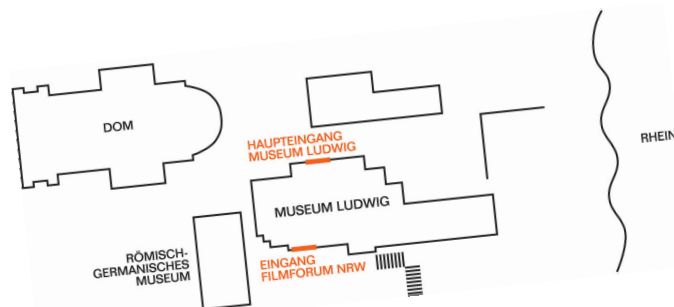 DOM
HAUPTEINGANG
MUSEUM LUDWIG
RHEIN
MUSEUM LUDWIG
RÖMISCH-
GERMANISCHES
MUSEUM
EINGANG
FILMFORUM NRW